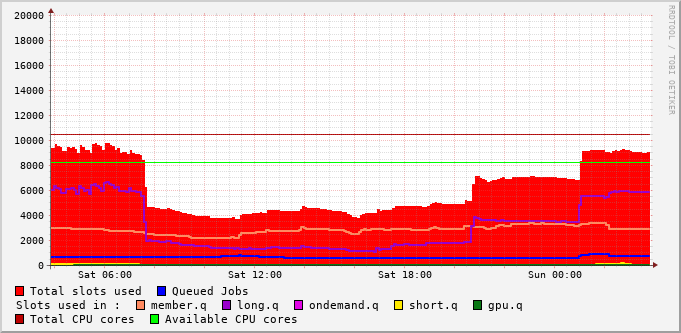 RRDTOOL / TOBI OETIKER
20000
18000
16000
14000
12000
10000
8000
6000
4000
2000
0
Sat 06:00 Sat 12:00 Sat 18:00 Sun 00:00
Total slots used Queued Jobs
Slots used in : member.q long.q ondemand.q short.q gpu.q
Total CPU cores Available CPU cores